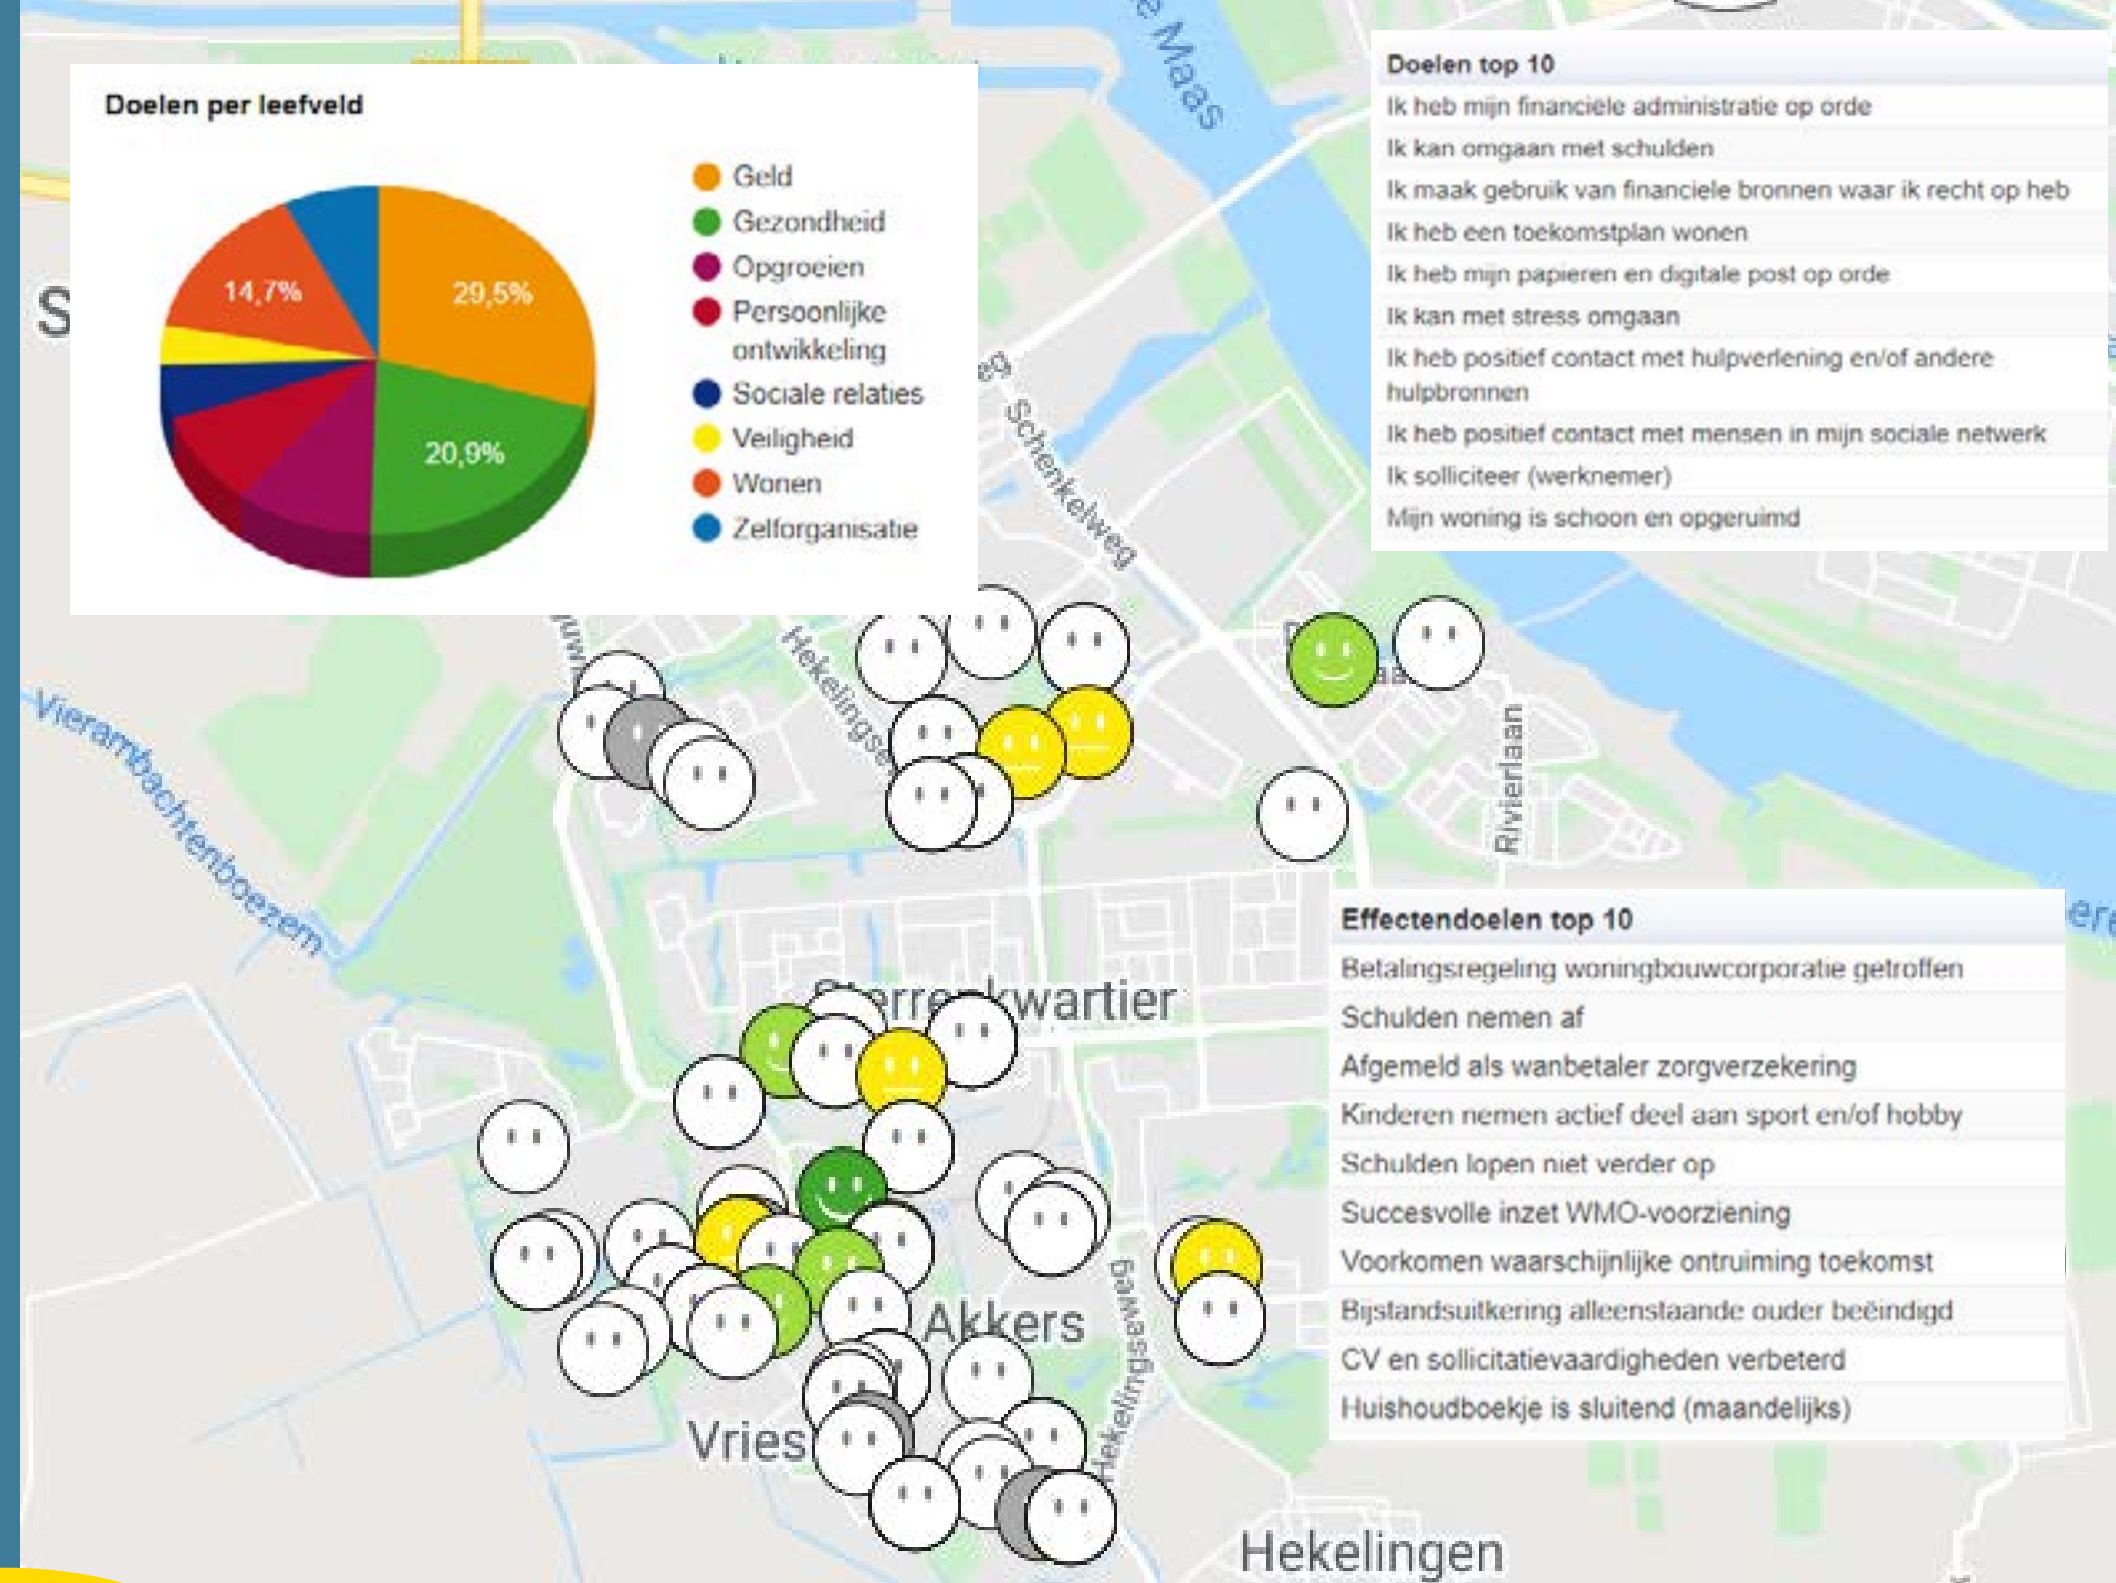 Doelen per leefveld
Geld
Gezondheid
Opgroeien
Persoonlijke
ontwikkeling
Sociale relaties
Veiligheid
Wonen
Zelforganisatie
14,7%
29,5%
20,9%
Doelen top 10
Ik heb mijn financiele administratie op orde
Ik kan omgaan met schulden
Ik maak gebruik van financiele bronnen waar ik recht op heb
Ik heb een toekomstplan wonen
Ik heb mijn papieren en digitale post op orde
Ik kan met stress omgaan
Ik heb positief contact met hulpverlening en/of andere
hulpbronnen
Ik heb positief contact met mensen in mijn sociale netwerk
Ik solliciteer (werknemer)
Mijn woning is schoon en opgeruimd
Maas
S
Schenkelweg
Vierambachtenboezem
Rivierlaan
Effectendoelen top 10
Betalingsregeling woningbouwcorporatie getroffen
Schulden nemen af
Afgemeld als wanbetaler zorgverzekering
Kinderen nemen actief deel aan sport en/of hobby
Schulden lopen niet verder op
Succesvolle inzet WMO-voorziening
Voorkomen waarschijnlijke ontruiming toekomst
Bijstandsuitkering alleenstaande ouder beëindigd
CV en sollicitatievaardigheden verbeterd
Huishoudboekje is sluitend (maandelijks)
Sterrenkwartier
Akkers
Hekelingseweg
Vries
Hekelingen